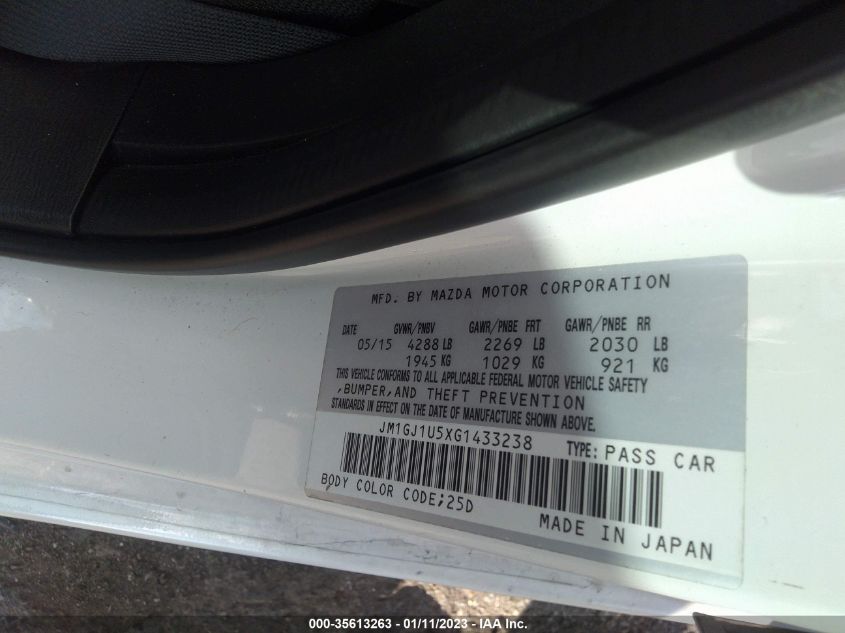 MFD. BY MAZDA MOTOR CORPORATION
DATE GVWR/PNBV GAWR/PNBE FRT GAWR/PNBE RR
05/15 4288 LB 2269 LB 2030 LB
1945 KG 1029 KG 921 KG
THIS VEHICLE CONFORMS TO ALL APPLICABLE FEDERAL MOTOR VEHICLE SAFETY
,BUMPER,AND THEFT PREVENTION
STANDARDS IN EFFECT ON THE DATE OF MANUFACTURE SHOWN ABOVE.
JM1GJ1U5XG1433238 TYPE: PASS CAR
BODY COLOR CODE;25D
MADE IN JAPAN
000-35613263 - 01/11/2023 - IAA Inc.